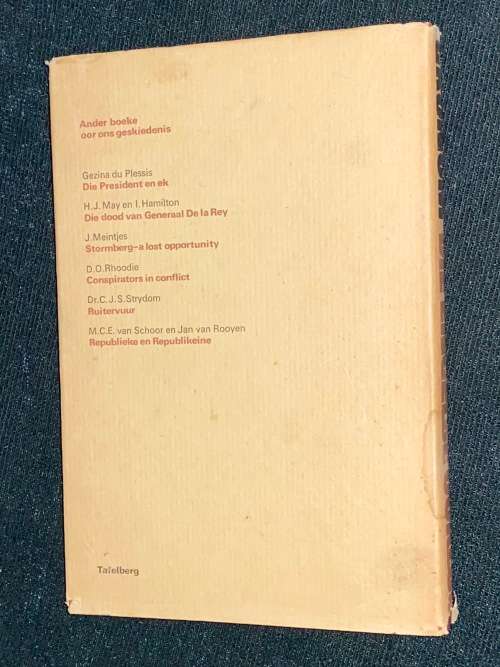 Ander boeke
oor ons geskiedenis
Gezina du Plessis
Die President en ek
H.J. May en I. Hamilton
Die dood van Generaal De la Rey
J. Meintjes
Stormberg–a lost opportunity
D.O. Rhoodie
Conspirators in conflict
Dr. C.J.S. Strydom
Ruitervuur
M.C.E. van Schoor en Jan van Rooyen
Republieke en Republikeine
Tafelberg